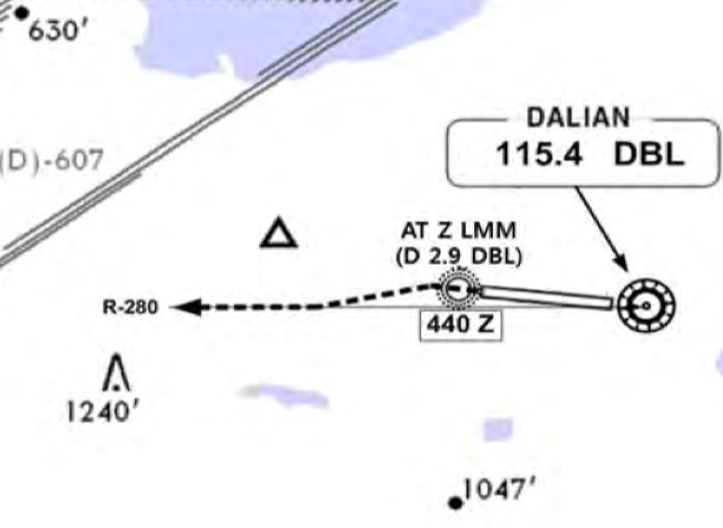 630'
(D)-607
DALIAN
115.4 DBL
AT Z LMM
(D 2.9 DBL)
R-280
440 Z
1240'
1047'